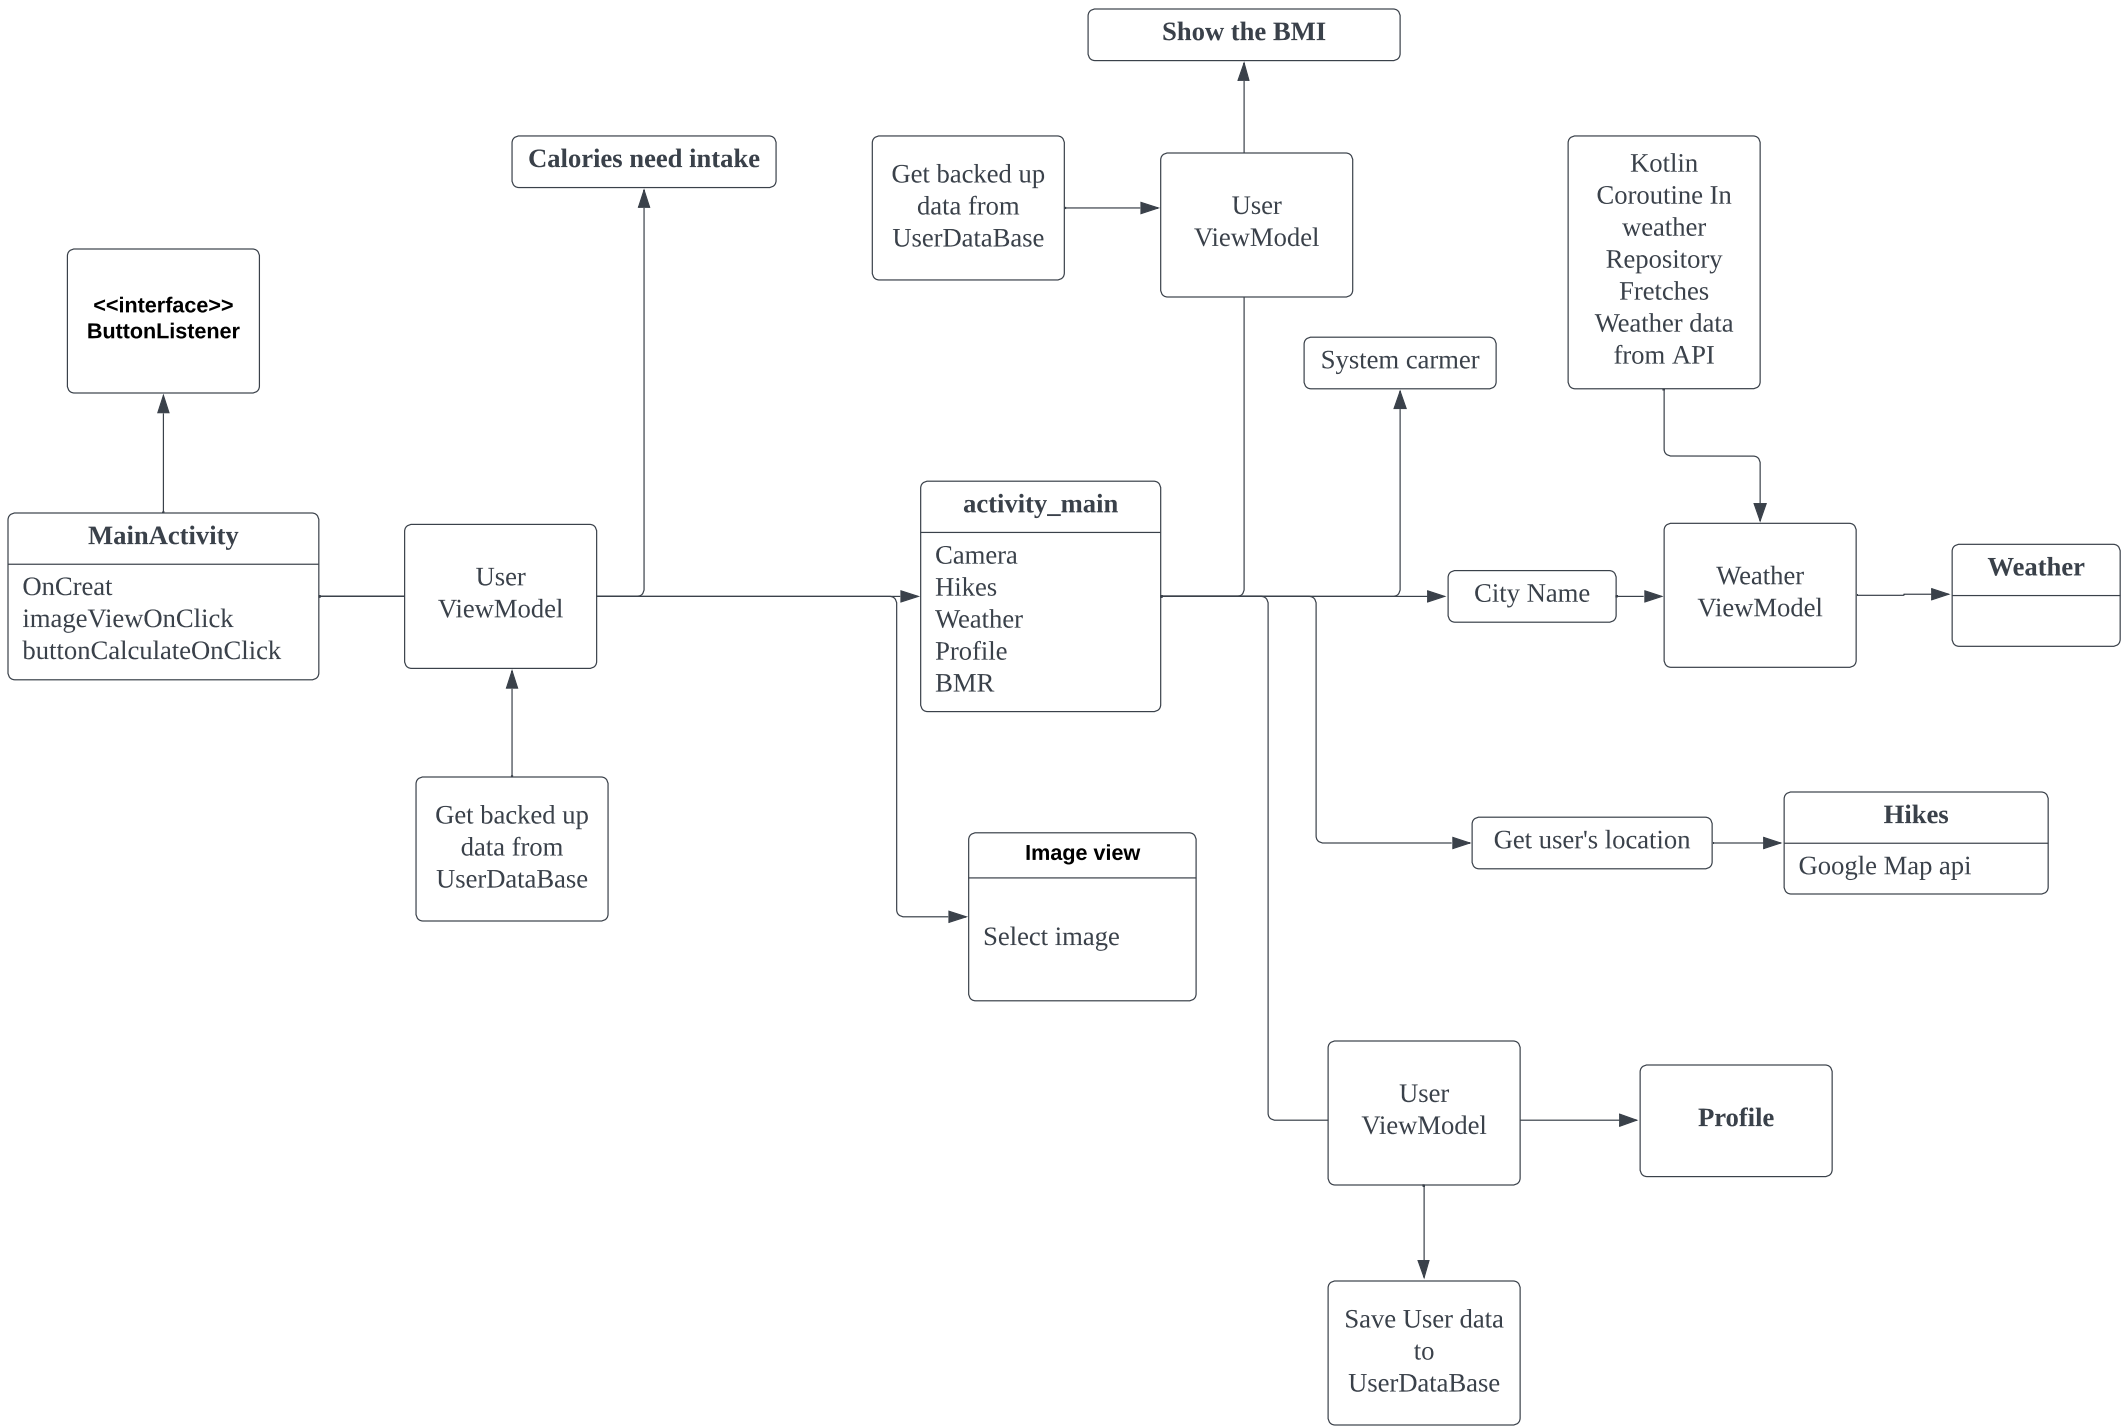 Show the BMI
Calories need intake
Get backed up
data from
UserDataBase
User
ViewModel
Kotlin
Coroutine In
weather
Repository
Fretches
Weather data
from API
<<interface>>
ButtonListener
System carmer
MainActivity
OnCreat
imageViewOnClick
buttonCalculateOnClick
User
ViewModel
activity_main
Camera
Hikes
Weather
Profile
BMR
City Name
Weather
ViewModel
Weather
Get backed up
data from
UserDataBase
Image view
Select image
Get user's location
Hikes
Google Map api
User
ViewModel
Profile
Save User data
to
UserDataBase